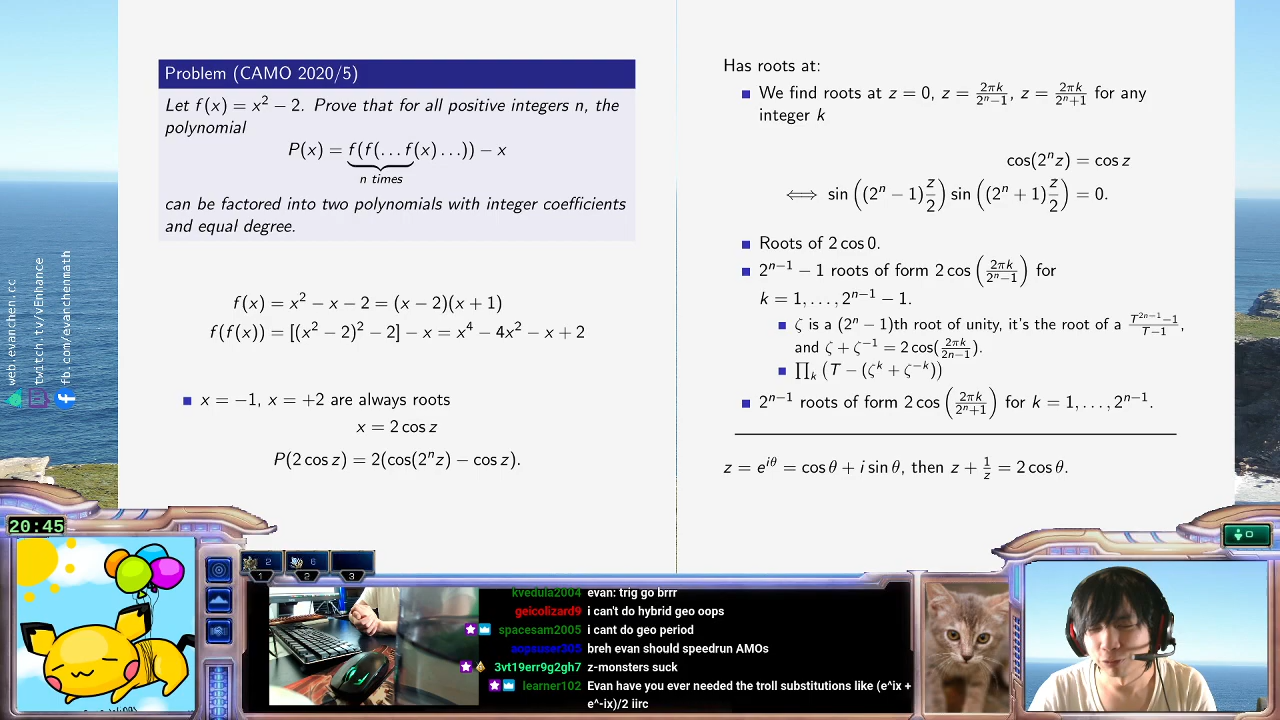 Problem (CAMO 2020/5)
Let f(x) = x² − 2. Prove that for all positive integers n, the
polynomial
P(x) = f(f(...f(x)...)) − x
n times
can be factored into two polynomials with integer coefficients
and equal degree.
f(x) = x² − x − 2 = (x − 2)(x + 1)
f(f(x)) = [(x² − 2)² − 2] − x = x⁴ − 4x² − x + 2
x = −1, x = +2 are always roots
x = 2 cos z
P(2 cos z) = 2(cos(2ⁿz) − cos z).
Has roots at:
We find roots at z = 0, z = 2πk/(2ⁿ−1), z = 2πk/(2ⁿ+1) for any
integer k
cos(2ⁿz) = cos z
⟺ sin((2ⁿ − 1)z/2) sin((2ⁿ + 1)z/2) = 0.
Roots of 2 cos 0.
2ⁿ⁻¹ − 1 roots of form 2 cos(2πk/(2ⁿ−1)) for
k = 1, ..., 2ⁿ⁻¹ − 1.
ζ is a (2ⁿ − 1)th root of unity, it's the root of a (T²ⁿ⁻¹−1)/(T−1),
and ζ + ζ⁻¹ = 2 cos(2πk/(2n−1)).
∏ₖ (T − (ζᵏ + ζ⁻ᵏ))
2ⁿ⁻¹ roots of form 2 cos(2πk/(2ⁿ+1)) for k = 1, ..., 2ⁿ⁻¹.
z = e^{iθ} = cos θ + i sin θ, then z + 1/z = 2 cos θ.
web.evanchen.cc
twitch.tv/vEnhance
fb.com/evanchenmath
20:45
2
6
1
2
3
kvedula2004 evan: trig go brrr
geicolizard9 i can't do hybrid geo oops
spacesam2005 i cant do geo period
aopsuser305 breh evan should speedrun AMOs
3vt19err9g2gh7 z-monsters suck
learner102 Evan have you ever needed the troll substitutions like (e^ix +
e^-ix)/2 iirc